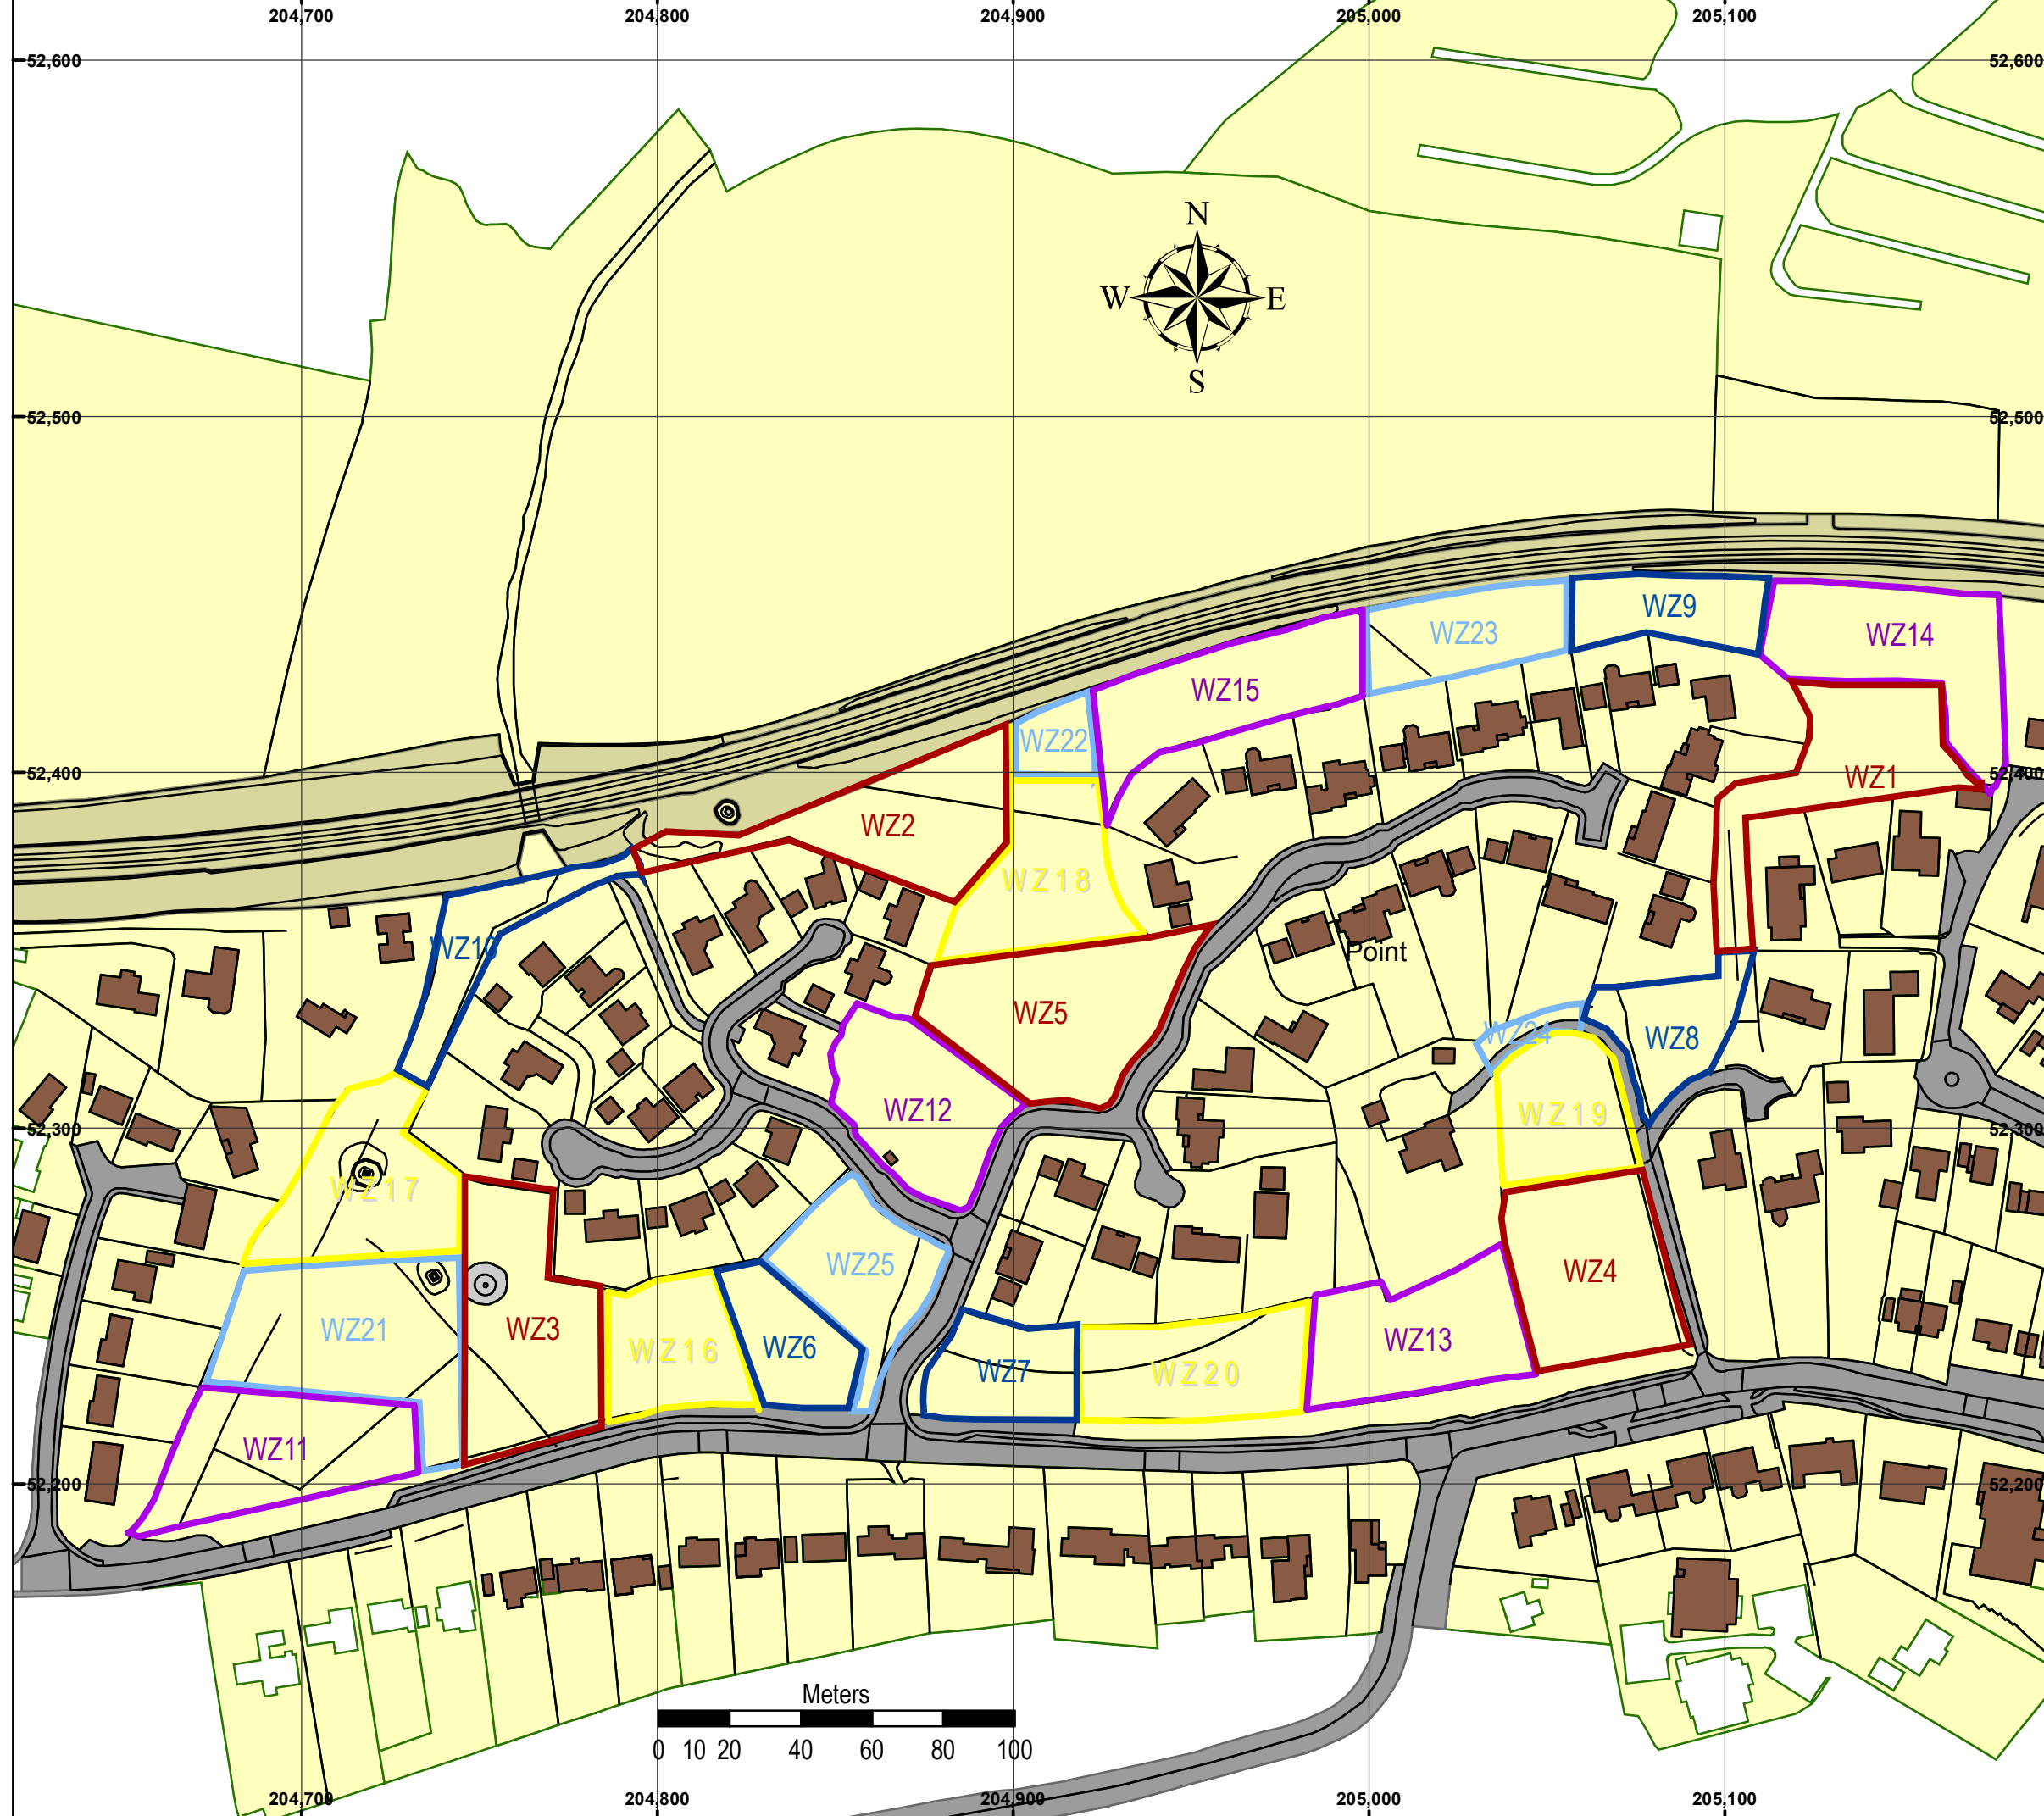 204,700 204,800 204,900 205,000 205,100
52,600 52,600
N
W E
S
52,500 52,500
WZ9
WZ23
WZ14
WZ15
WZ22
52,400
WZ1
WZ2
WZ18
WZ10
Point
WZ5
WZ24
WZ8
WZ12
WZ19
52,300 52,300
WZ17
WZ25
WZ4
WZ21
WZ3
WZ13
WZ6
WZ16
WZ7
WZ20
WZ11
52,200 52,200
Meters
0 10 20 40 60 80 100
204,700 204,800 204,900 205,000 205,100
52,400